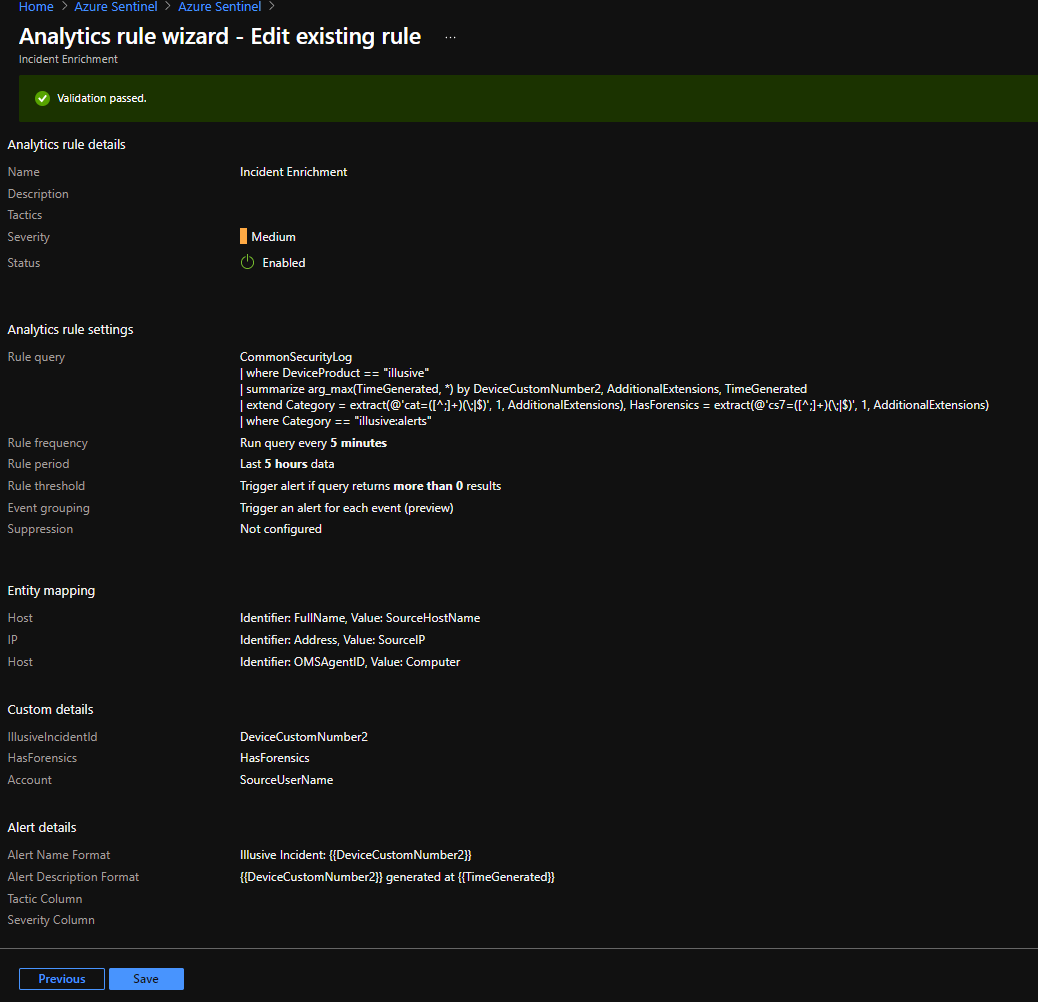 Home > Azure Sentinel > Azure Sentinel >
Analytics rule wizard - Edit existing rule ...
Incident Enrichment
Validation passed.
Analytics rule details
Name Incident Enrichment
Description
Tactics
Severity Medium
Status Enabled
Analytics rule settings
Rule query CommonSecurityLog
| where DeviceProduct == "illusive"
| summarize arg_max(TimeGenerated, *) by DeviceCustomNumber2, AdditionalExtensions, TimeGenerated
| extend Category = extract(@'cat=([^;]+)(\;|$)', 1, AdditionalExtensions), HasForensics = extract(@'cs7=([^;]+)(\;|$)', 1, AdditionalExtensions)
| where Category == "illusive:alerts"
Rule frequency Run query every 5 minutes
Rule period Last 5 hours data
Rule threshold Trigger alert if query returns more than 0 results
Event grouping Trigger an alert for each event (preview)
Suppression Not configured
Entity mapping
Host Identifier: FullName, Value: SourceHostName
IP Identifier: Address, Value: SourceIP
Host Identifier: OMSAgentID, Value: Computer
Custom details
IllusiveIncidentId DeviceCustomNumber2
HasForensics HasForensics
Account SourceUserName
Alert details
Alert Name Format Illusive Incident: {{DeviceCustomNumber2}}
Alert Description Format {{DeviceCustomNumber2}} generated at {{TimeGenerated}}
Tactic Column
Severity Column
Previous Save